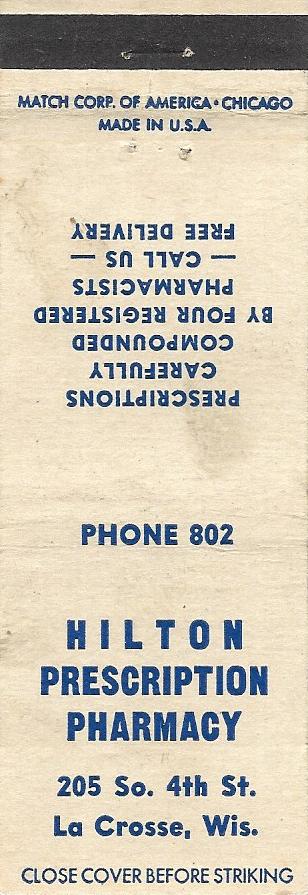 MATCH CORP. OF AMERICA • CHICAGO
MADE IN U.S.A.
PRESCRIPTIONS
CAREFULLY
COMPOUNDED
BY FOUR REGISTERED
PHARMACISTS
— CALL US —
FREE DELIVERY
PHONE 802
HILTON
PRESCRIPTION
PHARMACY
205 So. 4th St.
La Crosse, Wis.
CLOSE COVER BEFORE STRIKING